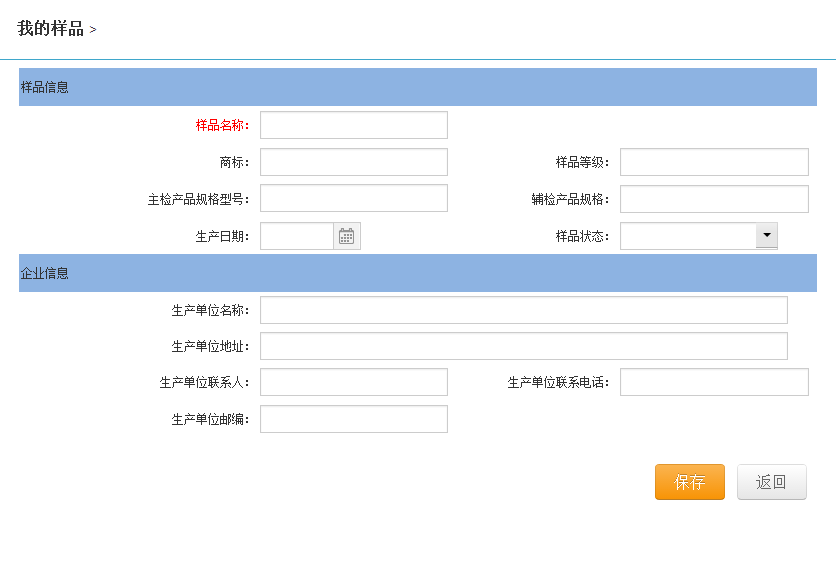 我的样品 >
样品信息
样品名称：
商标： 样品等级：
主检产品规格型号： 辅检产品规格：
生产日期： 样品状态：
企业信息
生产单位名称：
生产单位地址：
生产单位联系人： 生产单位联系电话：
生产单位邮编：
保存 返回